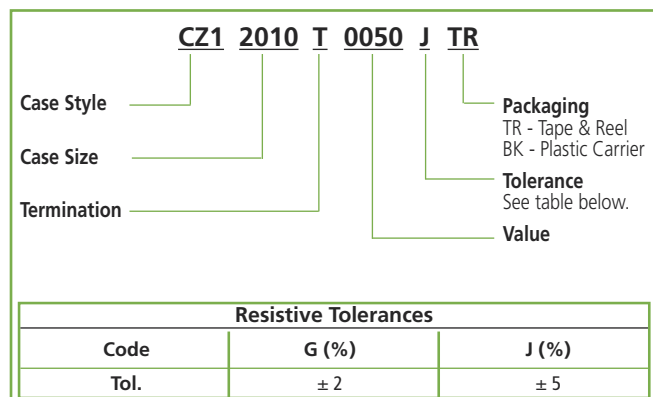 CZ1 2010 T 0050 J TR
Case Style
Case Size
Termination
Packaging
TR - Tape & Reel
BK - Plastic Carrier
Tolerance
See table below.
Value
Resistive Tolerances
Code G (%) J (%)
Tol. ± 2 ± 5